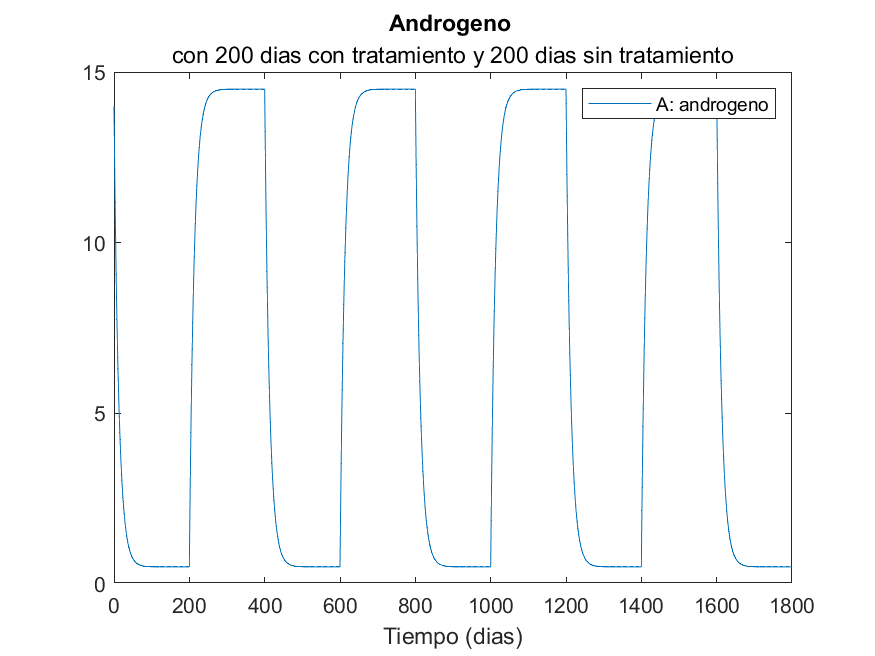 Androgeno
con 200 dias con tratamiento y 200 dias sin tratamiento
15
A: androgeno
10
5
0
0 200 400 600 800 1000 1200 1400 1600 1800
Tiempo (dias)